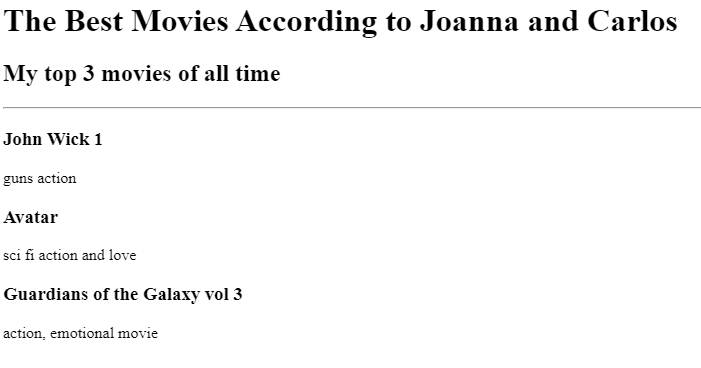 The Best Movies According to Joanna and Carlos
My top 3 movies of all time
John Wick 1
guns action
Avatar
sci fi action and love
Guardians of the Galaxy vol 3
action, emotional movie